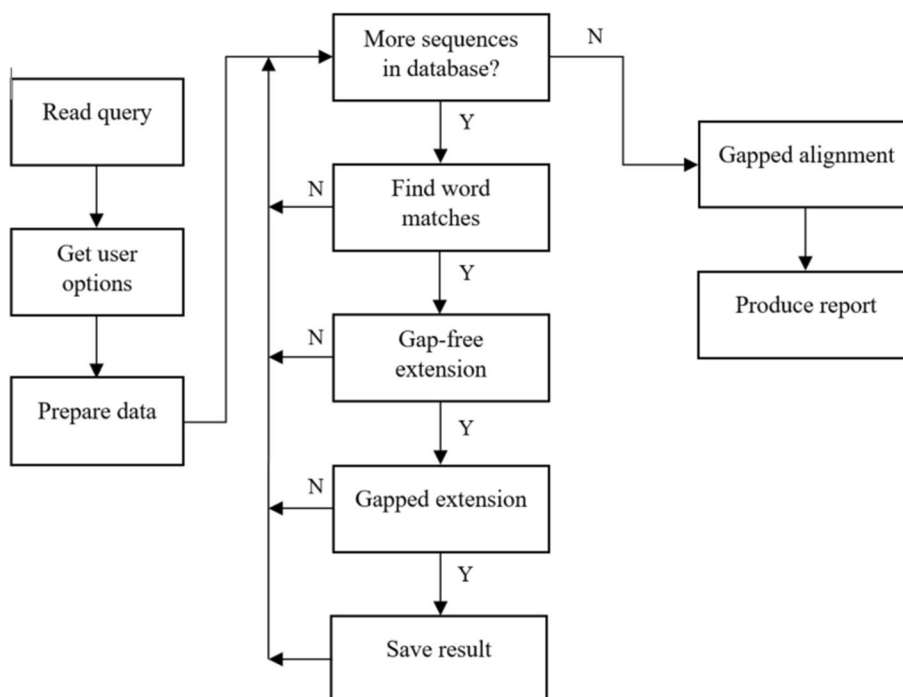 Read query
Get user
options
Prepare data
More sequences
in database?
N
Y
Find word
matches
N
Y
Gap-free
extension
N
Y
Gapped extension
N
Y
Save result
Gapped alignment
Produce report